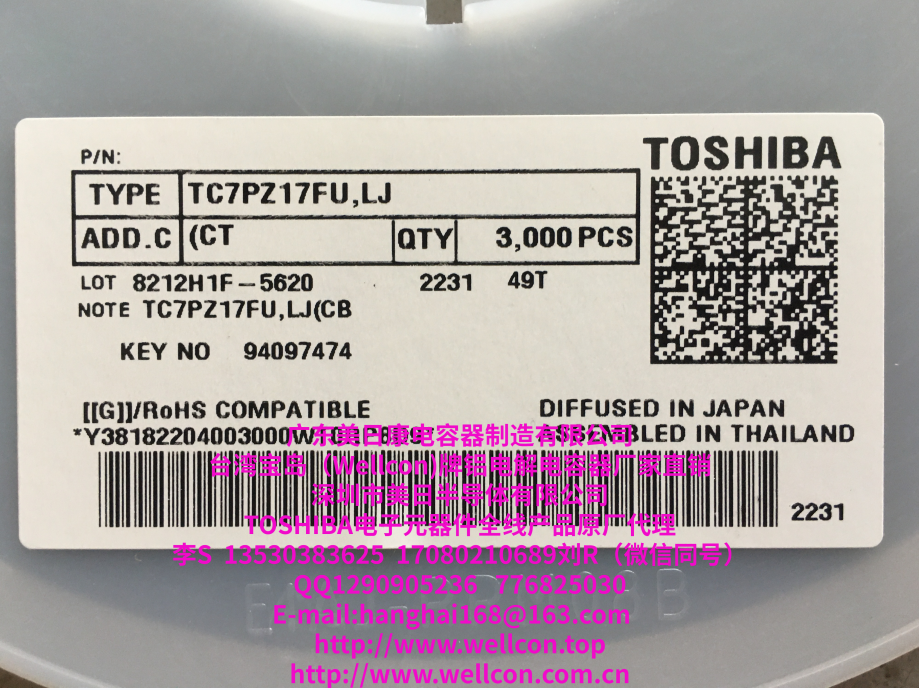 P/N:
TOSHIBA
TYPE TC7PZ17FU,LJ
ADD.C (CT QTY 3,000 PCS
LOT 8212H1F-5620 2231 49T
NOTE TC7PZ17FU,LJ(CB
KEY NO 94097474
[[G]]/RoHS COMPATIBLE DIFFUSED IN JAPAN
ASSEMBLED IN THAILAND
广东美日康电容器制造有限公司
台湾宝岛（Wellcon)牌铝电解电容器厂家直销
深圳市美日半导体有限公司
2231
TOSHIBA电子元器件全线产品原厂代理
李S 13530383625 17080210689刘R（微信同号）
QQ1290905236 776825030
E-mail:hanghai168@163.com
http://www.wellcon.top
http://www.wellcon.com.cn